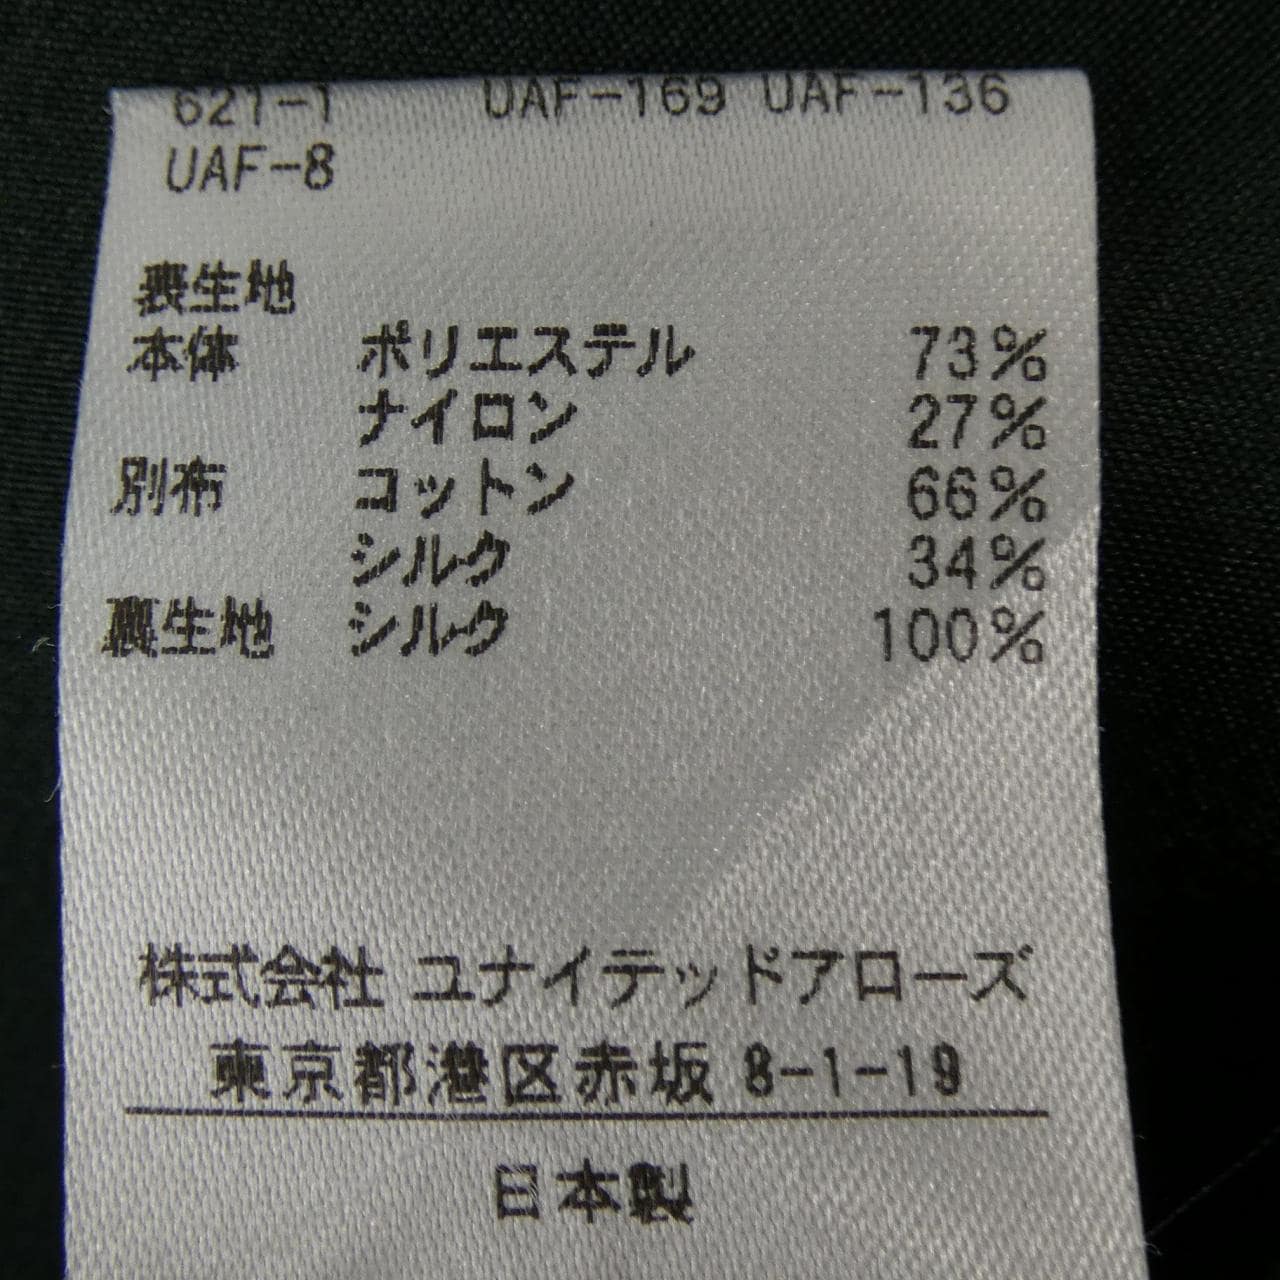 621-1 UAF-169 UAF-136
UAF-8
表生地
本体 ポリエステル 73%
ナイロン 27%
別布 コットン 66%
シルク 34%
裏生地 シルク 100%
株式会社 ユナイテッドアローズ
東京都港区赤坂 8-1-19
日本製